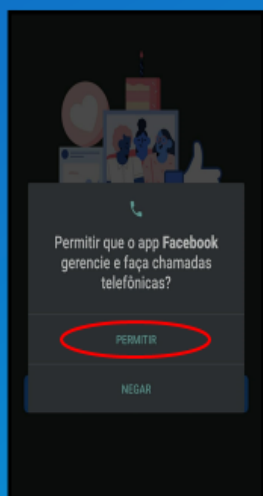 Permitir que o app Facebook
gerencie e faça chamadas
telefônicas?
PERMITIR
NEGAR